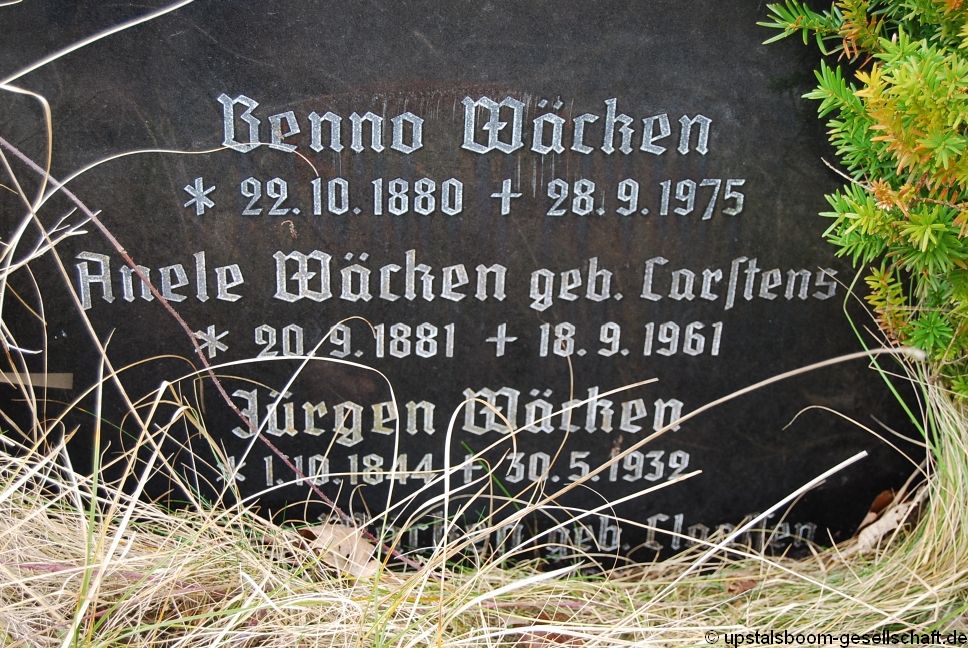 Benno Wäcken
* 22.10.1880 + 28.9.1975
Anele Wäcken geb. Carstens
* 20.9.1881 + 18.9.1961
Jürgen Wäcken
* 1.10.1844 + 30.5.1932
geb.
© upstalsboom-gesellschaft.de